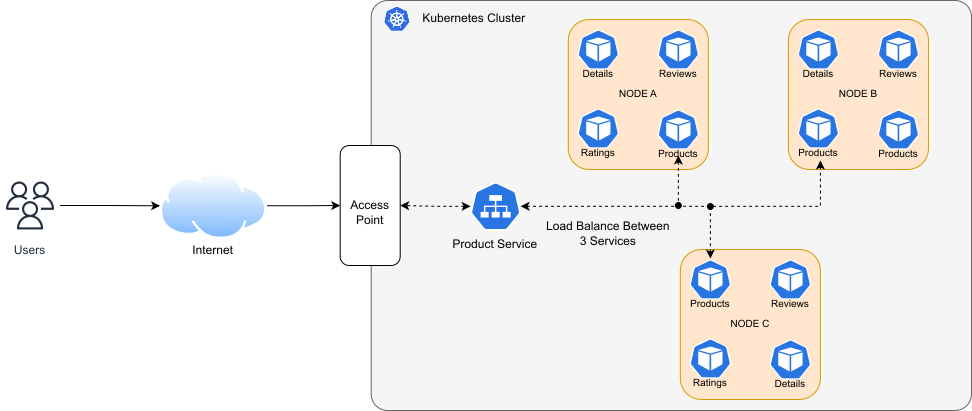 Kubernetes Cluster
Details
Reviews
NODE A
Ratings
Products
Details
Reviews
NODE B
Products
Products
Users
Internet
Access
Point
Product Service
Load Balance Between
3 Services
Products
Reviews
NODE C
Ratings
Details